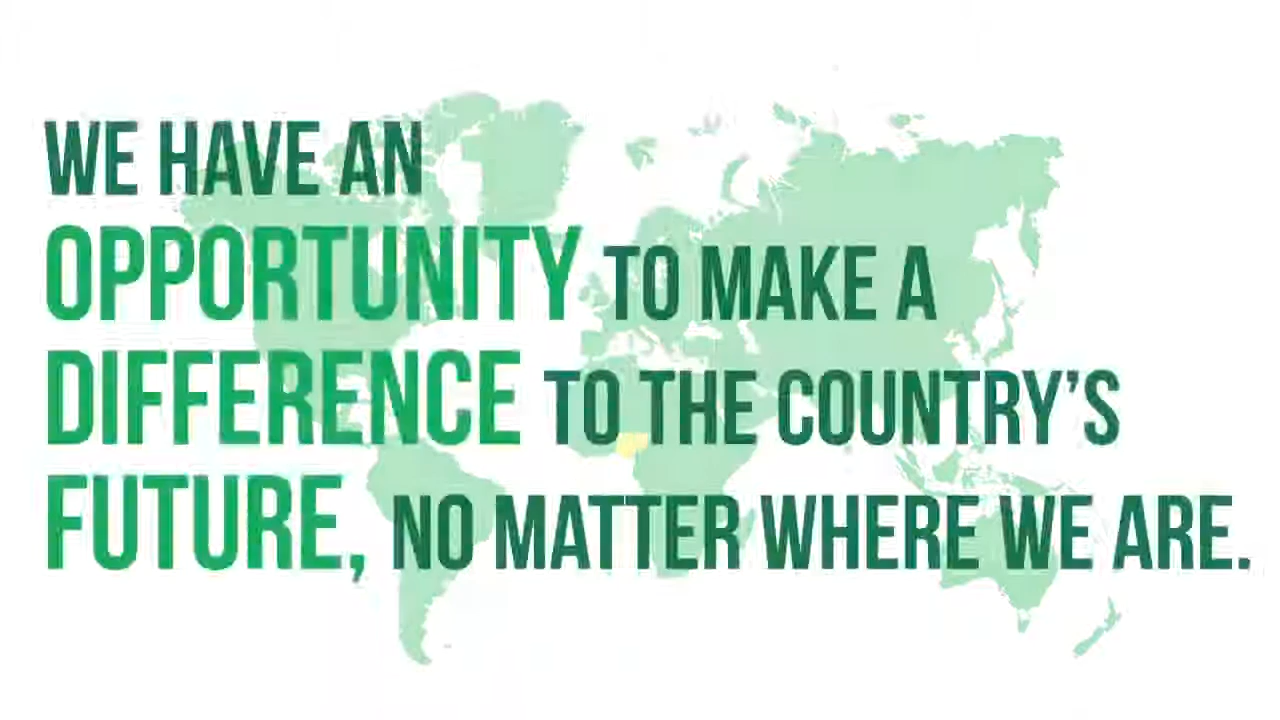 WE HAVE AN
OPPORTUNITY TO MAKE A
DIFFERENCE TO THE COUNTRY'S
FUTURE, NO MATTER WHERE WE ARE.